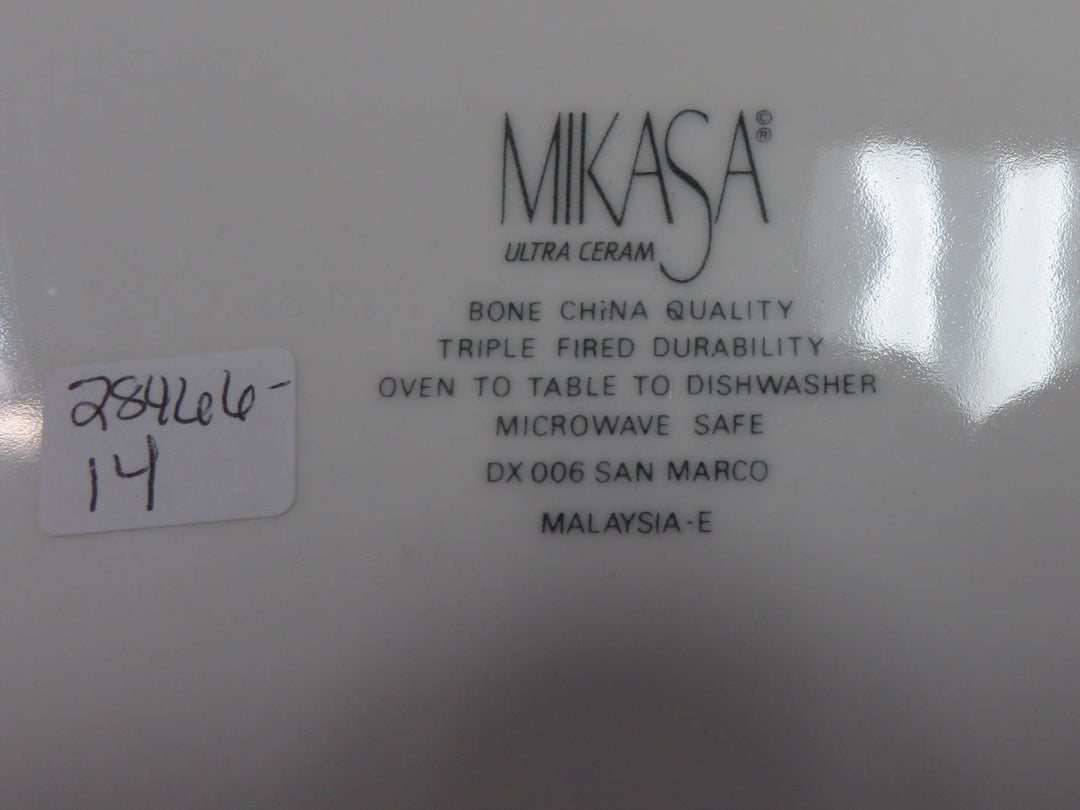 MIKASA©®
ULTRA CERAM
BONE CHiNA QUALITY
TRIPLE FIRED DURABILITY
OVEN TO TABLE TO DISHWASHER
MICROWAVE SAFE
DX 006 SAN MARCO
MALAYSIA-E
28466-
14